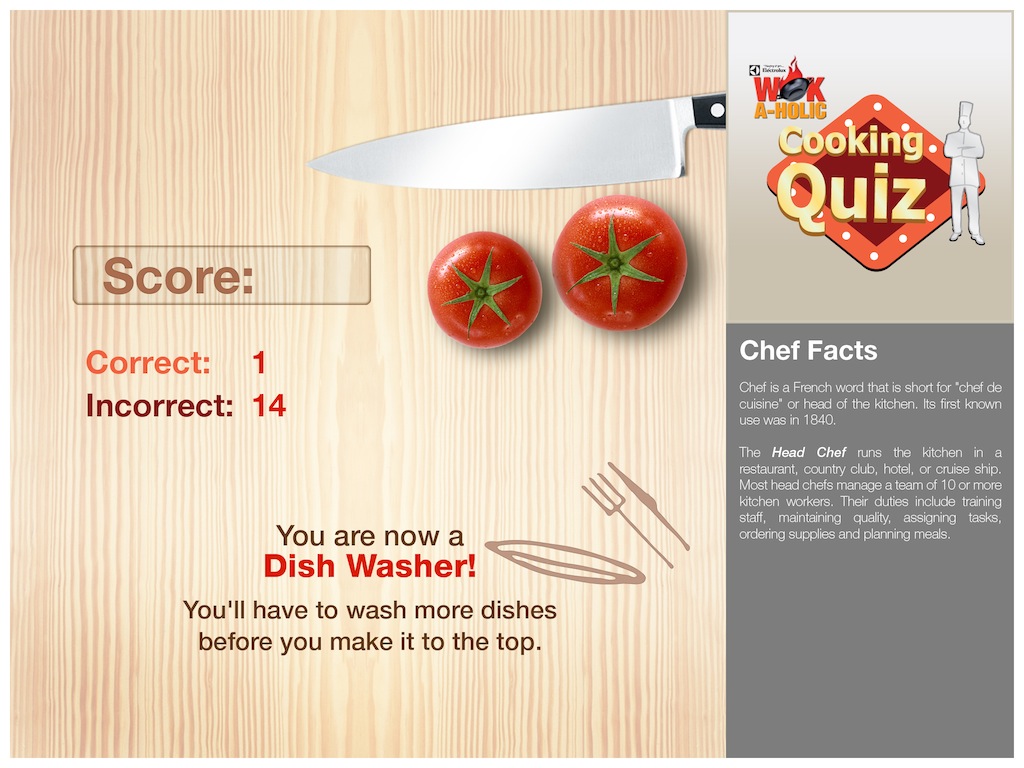 Score:
Correct: 1
Incorrect: 14
You are now a
Dish Washer!
You'll have to wash more dishes
before you make it to the top.
Electrolux
WOK
A-HOLIC
Cooking
Quiz
Chef Facts
Chef is a French word that is short for "chef de
cuisine" or head of the kitchen. Its first known
use was in 1840.
The Head Chef runs the kitchen in a
restaurant, country club, hotel, or cruise ship.
Most head chefs manage a team of 10 or more
kitchen workers. Their duties include training
staff, maintaining quality, assigning tasks,
ordering supplies and planning meals.